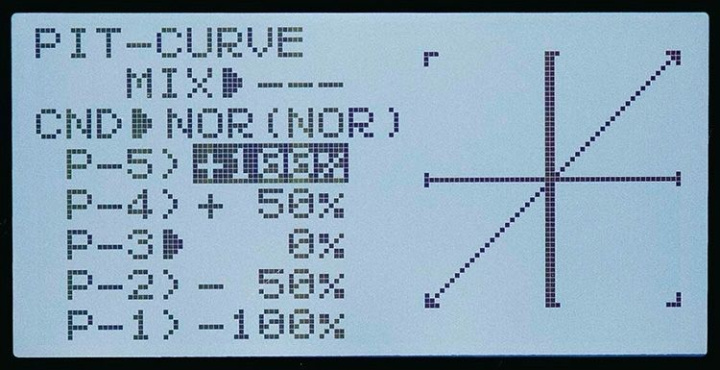 PIT-CURVE
MIX▶---
CND▶NOR(NOR)
P-5) +100%
P-4) + 50%
P-3▶ 0%
P-2) - 50%
P-1) -100%